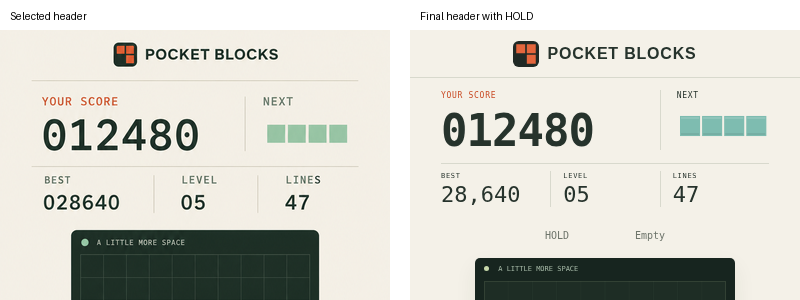 Selected header
POCKET BLOCKS
YOUR SCORE
NEXT
012480
BEST
LEVEL
LINES
028640
05
47
A LITTLE MORE SPACE
Final header with HOLD
POCKET BLOCKS
YOUR SCORE
NEXT
012480
BEST
LEVEL
LINES
28,640
05
47
HOLD
Empty
A LITTLE MORE SPACE